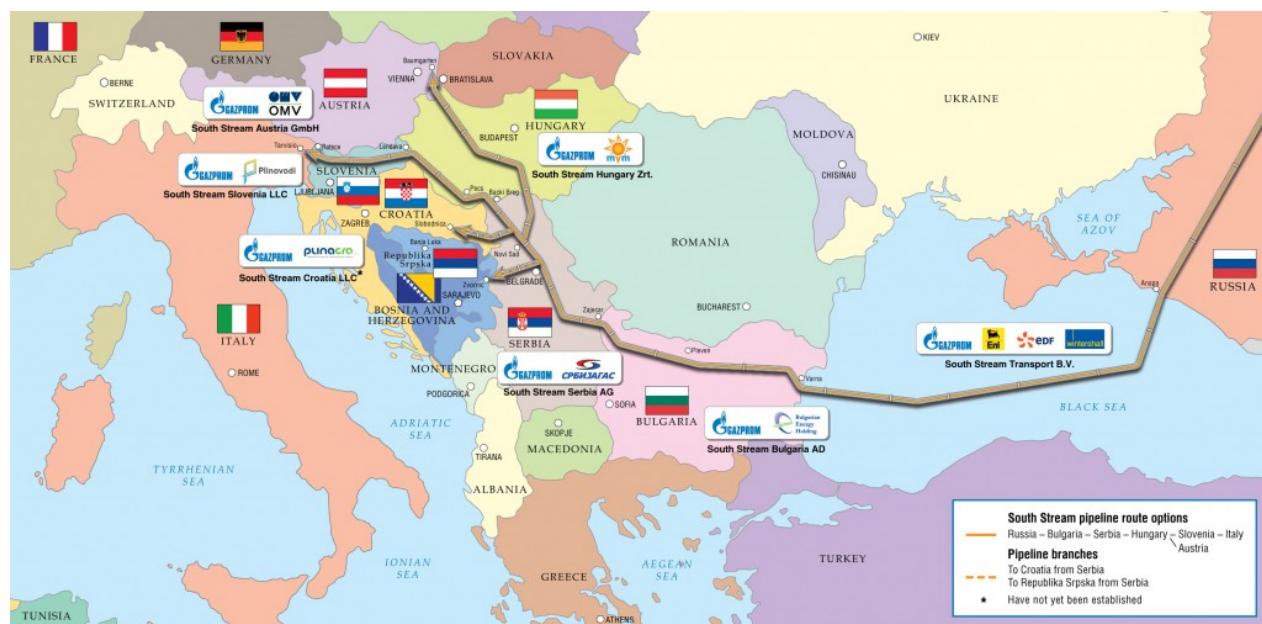 FRANCE
GERMANY
BERNE
SWITZERLAND
GAZPROM OMV
South Stream Austria GmbH
AUSTRIA
Baumgarten
VIENNA
BRATISLAVA
SLOVAKIA
KIEV
UKRAINE
HUNGARY
BUDAPEST
GAZPROM mvm
South Stream Hungary Zrt.
MOLDOVA
CHISINAU
Tarvisio
Ratece
Lendava
GAZPROM Plinovodi
South Stream Slovenia LLC
SLOVENIA
LJUBLJANA
Pecs
Backi Breg
CROATIA
ZAGREB
Slobodnica
GAZPROM PLINACRO
South Stream Croatia LLC*
Banja Luka
Republika
Srpska
Novi Sad
Zvornic
BELGRADE
SARAJEVO
BOSNIA AND
HERZEGOVINA
ROMANIA
BUCHAREST
SEA OF
AZOV
Anapa
RUSSIA
ITALY
ROME
SERBIA
Zajecar
Pleven
Varna
GAZPROM Eni eDF wintershall
South Stream Transport B.V.
MONTENEGRO
PODGORICA
GAZPROM СРБИЈАГАС
South Stream Serbia AG
SOFIA
BULGARIA
GAZPROM Bulgarian
Energy
Holding
South Stream Bulgaria AD
BLACK SEA
ADRIATIC
SEA
SKOPJE
MACEDONIA
TIRANA
ALBANIA
TYRRHENIAN
SEA
IONIAN
SEA
GREECE
AEGEAN
SEA
TURKEY
ATHENS
TUNISIA
South Stream pipeline route options
Russia – Bulgaria – Serbia – Hungary – Slovenia – Italy
Austria
Pipeline branches
To Croatia from Serbia
To Republika Srpska from Serbia
* Have not yet been established